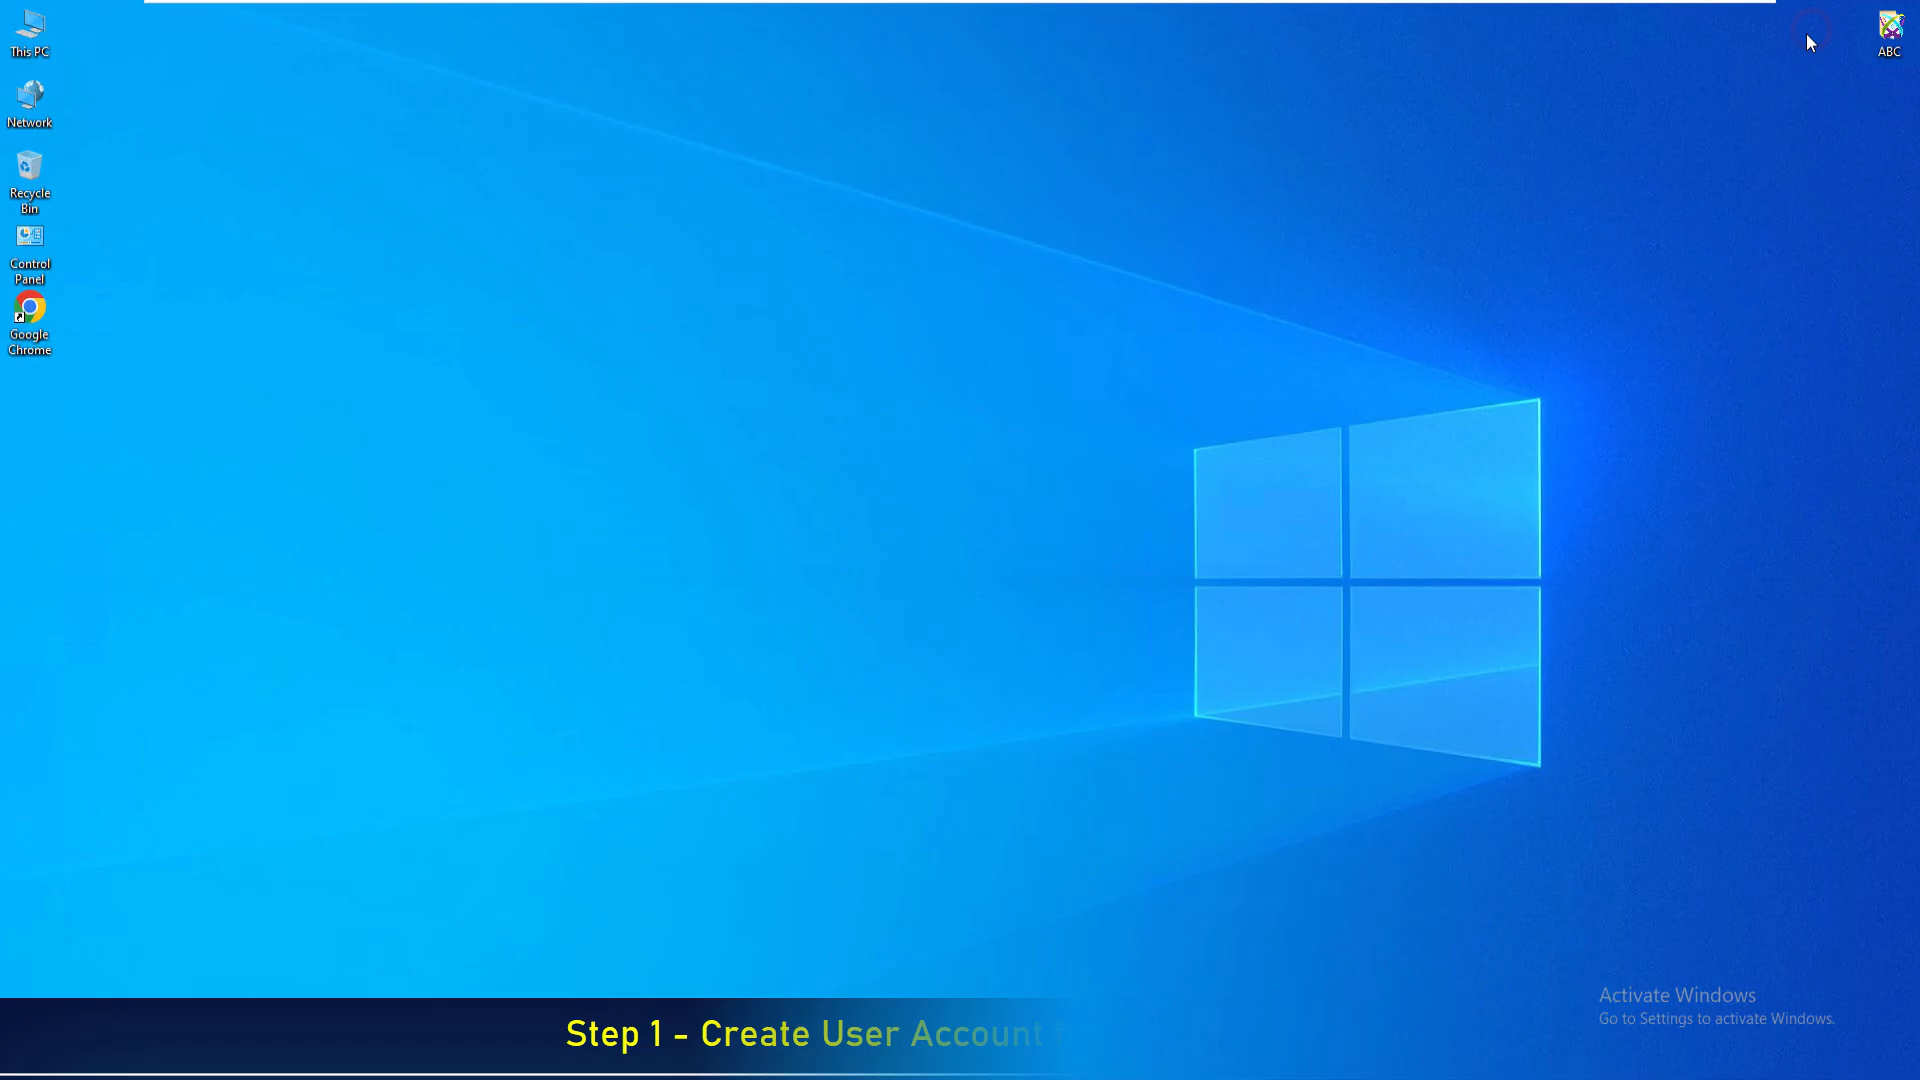 This PC
Network
Recycle
Bin
Control
Panel
Google
Chrome
ABC
Activate Windows
Go to Settings to activate Windows.
Step 1 - Create User Account